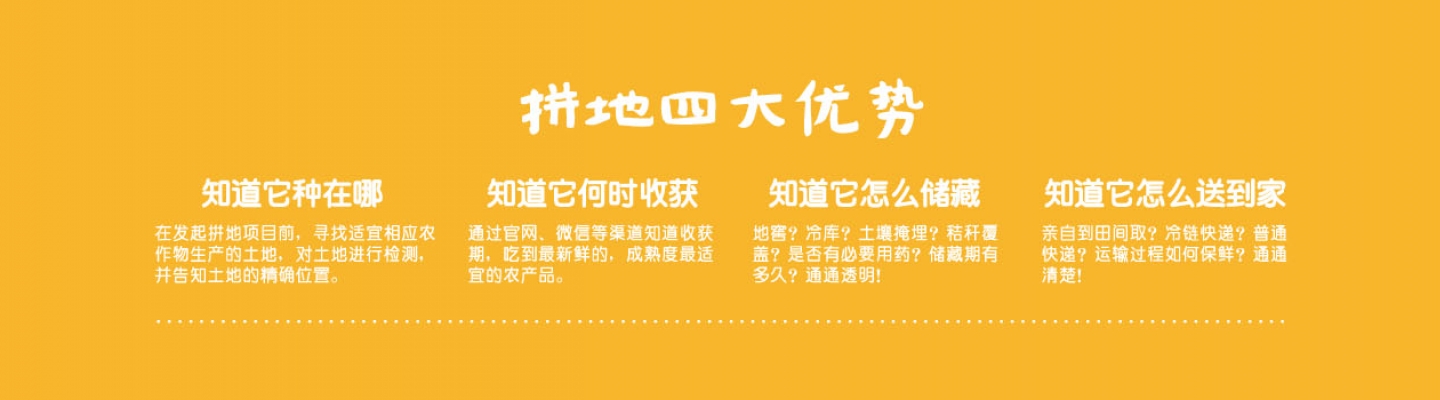 拼地四大优势
知道它种在哪
在发起拼地项目前，寻找适宜相应农
作物生产的土地，对土地进行检测，
并告知土地的精确位置。
知道它何时收获
通过官网、微信等渠道知道收获
期，吃到最新鲜的，成熟度最适
宜的农产品。
知道它怎么储藏
地窖？冷库？土壤掩埋？秸秆覆
盖？是否有必要用药？储藏期有
多久？通通透明！
知道它怎么送到家
亲自到田间取？冷链快递？普通
快递？运输过程如何保鲜？通通
清楚！